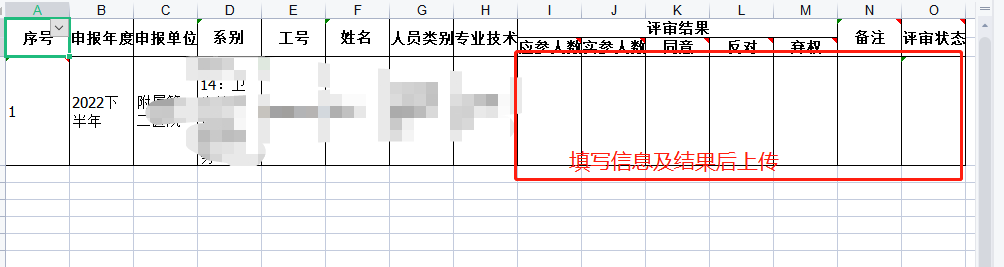 A B C D E F G H I J K L M N O
序号 申报年度 申报单位 系别 工号 姓名 人员类别 专业技术 评审结果 备注 评审状态
应参人数 实参人数 同意 反对 弃权
1 2022下半年 14：卫
填写信息及结果后上传